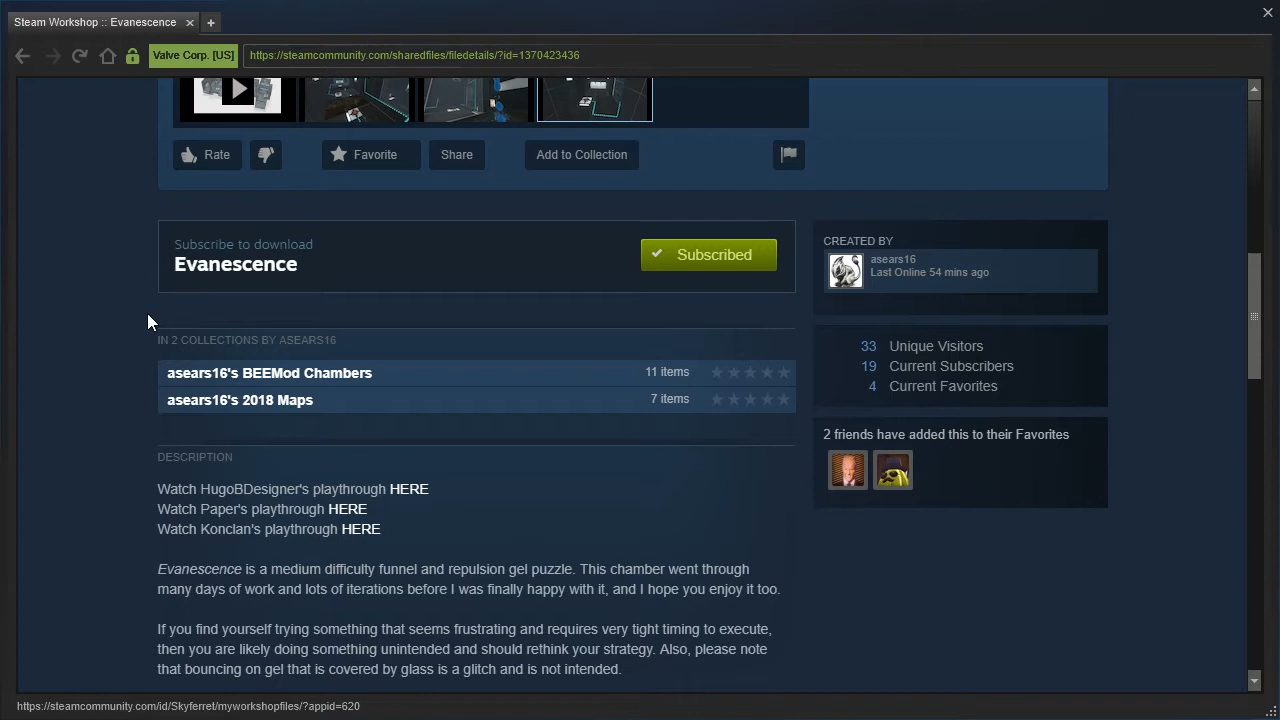 Steam Workshop :: Evanescence
Valve Corp. [US]
https://steamcommunity.com/sharedfiles/filedetails/?id=1370423436
Rate
Favorite
Share
Add to Collection
Subscribe to download
Evanescence
Subscribed
CREATED BY
asears16
Last Online 54 mins ago
IN 2 COLLECTIONS BY ASEARS16
asears16's BEEMod Chambers 11 items
asears16's 2018 Maps 7 items
33 Unique Visitors
19 Current Subscribers
4 Current Favorites
2 friends have added this to their Favorites
DESCRIPTION
Watch HugoBDesigner's playthrough HERE
Watch Paper's playthrough HERE
Watch Konclan's playthrough HERE
Evanescence is a medium difficulty funnel and repulsion gel puzzle. This chamber went through
many days of work and lots of iterations before I was finally happy with it, and I hope you enjoy it too.
If you find yourself trying something that seems frustrating and requires very tight timing to execute,
then you are likely doing something unintended and should rethink your strategy. Also, please note
that bouncing on gel that is covered by glass is a glitch and is not intended.
https://steamcommunity.com/id/Skyferret/myworkshopfiles/?appid=620